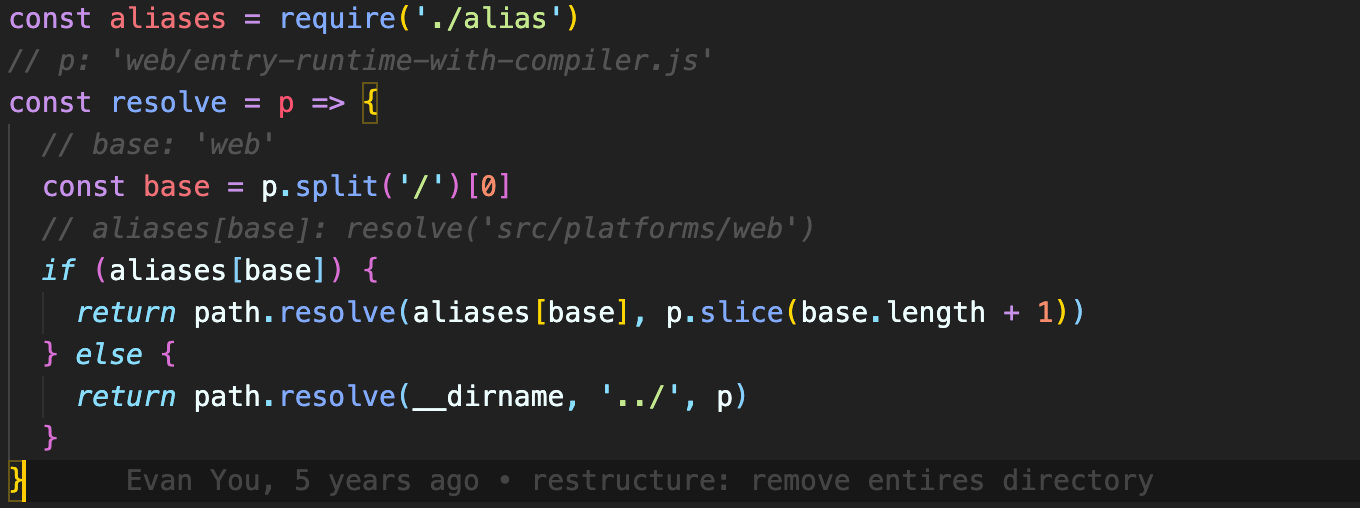 const aliases = require('./alias')
// p: 'web/entry-runtime-with-compiler.js'
const resolve = p => {
  // base: 'web'
  const base = p.split('/')[0]
  // aliases[base]: resolve('src/platforms/web')
  if (aliases[base]) {
    return path.resolve(aliases[base], p.slice(base.length + 1))
  } else {
    return path.resolve(__dirname, '../', p)
  }
} Evan You, 5 years ago • restructure: remove entires directory